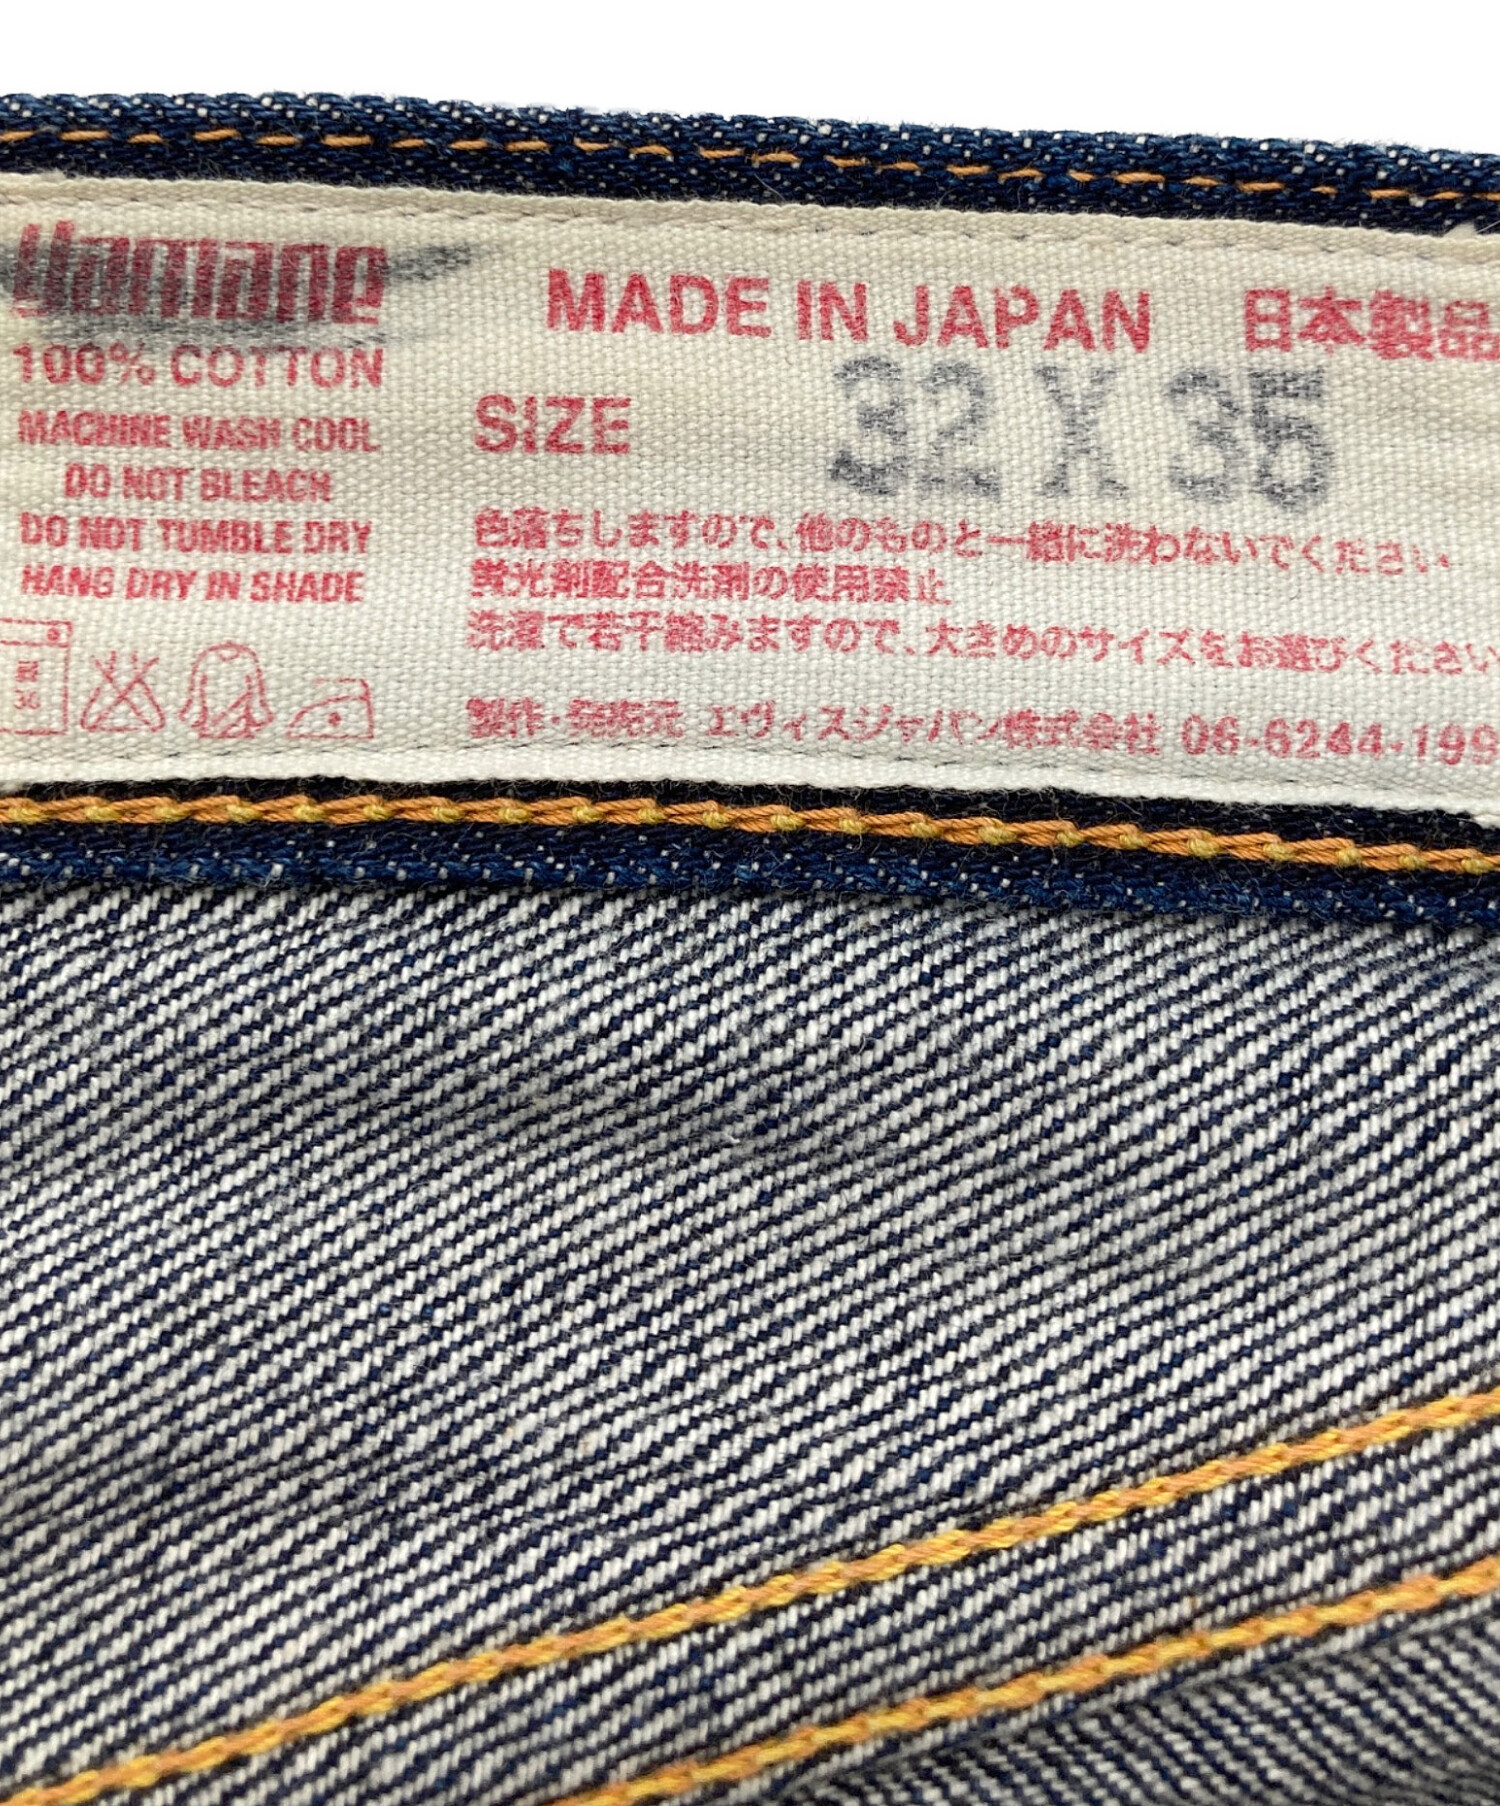 Yamane
100% COTTON
MACHINE WASH COOL
DO NOT BLEACH
DO NOT TUMBLE DRY
HANG DRY IN SHADE
30
MADE IN JAPAN 日本製品
SIZE 32 X 35
色落ちしますので、他のものと一緒に洗わないでください
蛍光剤配合洗剤の使用禁止
洗濯で若干縮みますので、大きめのサイズをお選びください
製作・発売元 エヴィスジャパン株式会社 06-6244-199